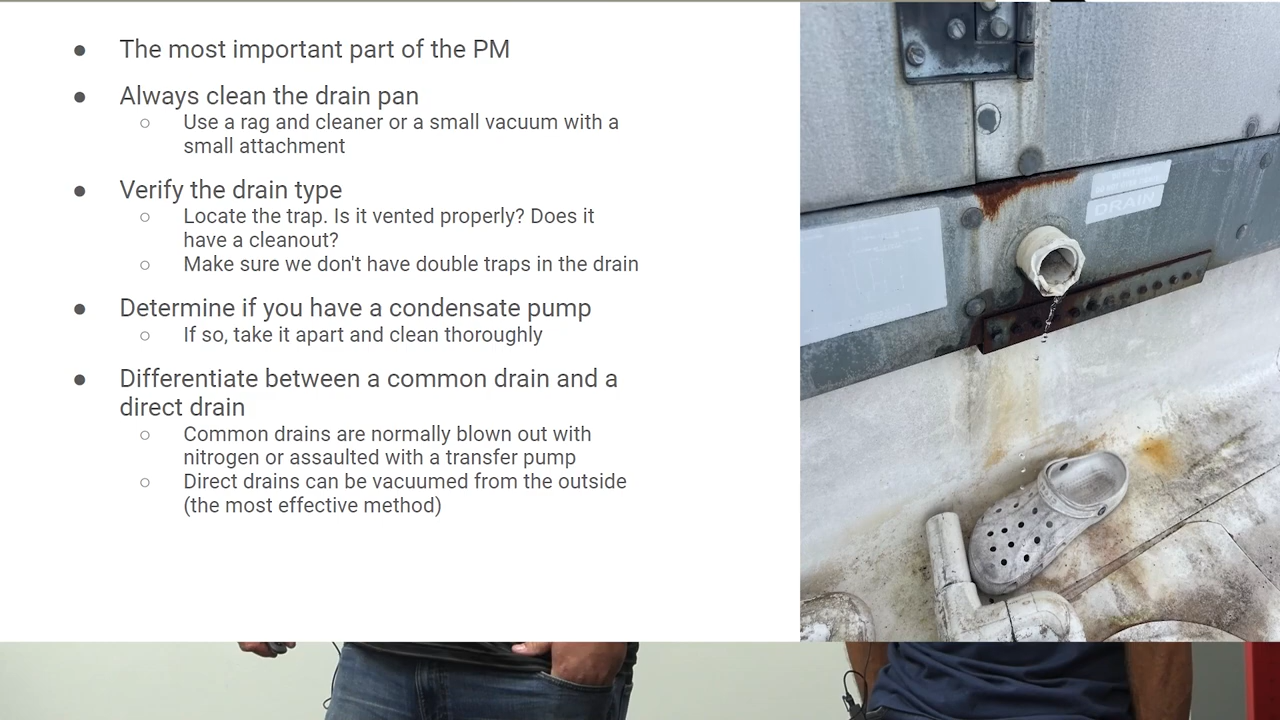 ● The most important part of the PM
● Always clean the drain pan
○ Use a rag and cleaner or a small vacuum with a
small attachment
● Verify the drain type
○ Locate the trap. Is it vented properly? Does it
have a cleanout?
○ Make sure we don't have double traps in the drain
● Determine if you have a condensate pump
○ If so, take it apart and clean thoroughly
● Differentiate between a common drain and a
direct drain
○ Common drains are normally blown out with
nitrogen or assaulted with a transfer pump
○ Direct drains can be vacuumed from the outside
(the most effective method)
DRAIN